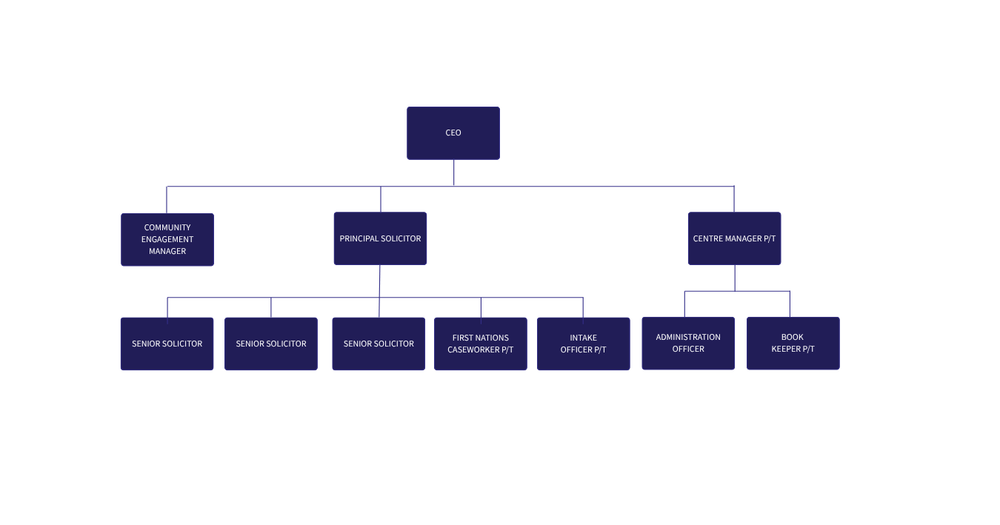 CEO
COMMUNITY
ENGAGEMENT
MANAGER
PRINCIPAL SOLICITOR
CENTRE MANAGER P/T
SENIOR SOLICITOR
SENIOR SOLICITOR
SENIOR SOLICITOR
FIRST NATIONS
CASEWORKER P/T
INTAKE
OFFICER P/T
ADMINISTRATION
OFFICER
BOOK
KEEPER P/T